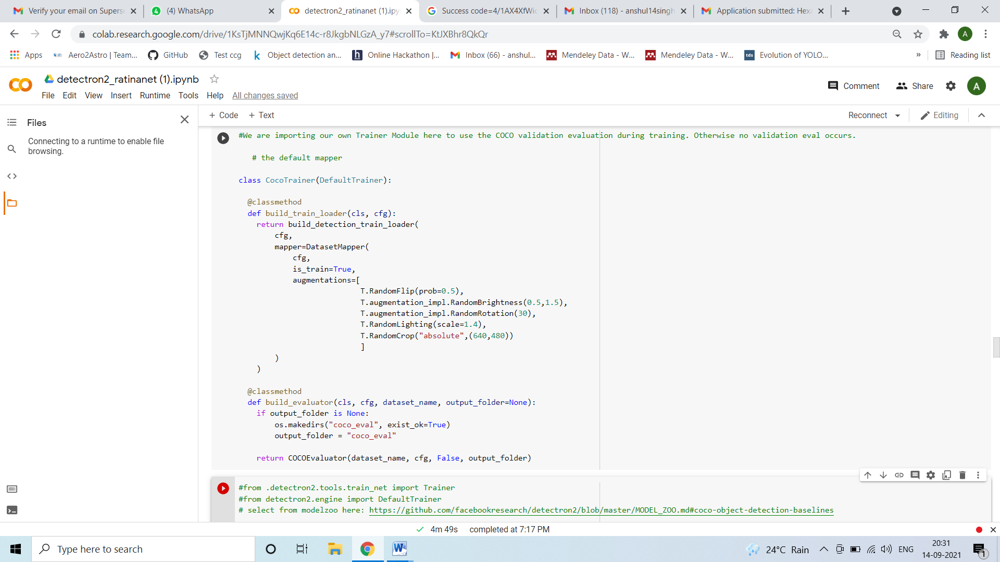 Verify your email on Superse
(4) WhatsApp
detectron2_ratinanet (1).ipy
Success code=4/1AX4XfWic
Inbox (118) - anshul14singh
Application submitted: Hexa
colab.research.google.com/drive/1KsTjMNNQwjKq6E14c-r8JkgbNLGzA_y7#scrollTo=KtJXBhr8QkQr
A
Apps
Aero2Astro | Team...
GitHub
Test ccg
Object detection an...
Online Hackathon |...
Inbox (66) - anshul...
Mendeley Data - W...
Mendeley Data - W...
tds Evolution of YOLO...
»
Reading list
detectron2_ratinanet (1).ipynb
Comment
Share
A
File Edit View Insert Runtime Tools Help All changes saved
Files
+ Code + Text
Reconnect
Editing
Connecting to a runtime to enable file
browsing.
#We are importing our own Trainer Module here to use the COCO validation evaluation during training. Otherwise no validation eval occurs.
# the default mapper
class CocoTrainer(DefaultTrainer):
@classmethod
def build_train_loader(cls, cfg):
return build_detection_train_loader(
cfg,
mapper=DatasetMapper(
cfg,
is_train=True,
augmentations=[
T.RandomFlip(prob=0.5),
T.augmentation_impl.RandomBrightness(0.5,1.5),
T.augmentation_impl.RandomRotation(30),
T.RandomLighting(scale=1.4),
T.RandomCrop("absolute",(640,480))
]
)
)
@classmethod
def build_evaluator(cls, cfg, dataset_name, output_folder=None):
if output_folder is None:
os.makedirs("coco_eval", exist_ok=True)
output_folder = "coco_eval"
return COCOEvaluator(dataset_name, cfg, False, output_folder)
#from .detectron2.tools.train_net import Trainer
#from detectron2.engine import DefaultTrainer
# select from modelzoo here: https://github.com/facebookresearch/detectron2/blob/master/MODEL_ZOO.md#coco-object-detection-baselines
4m 49s completed at 7:17 PM
Type here to search
24°C Rain
ENG
20:31
14-09-2021
1